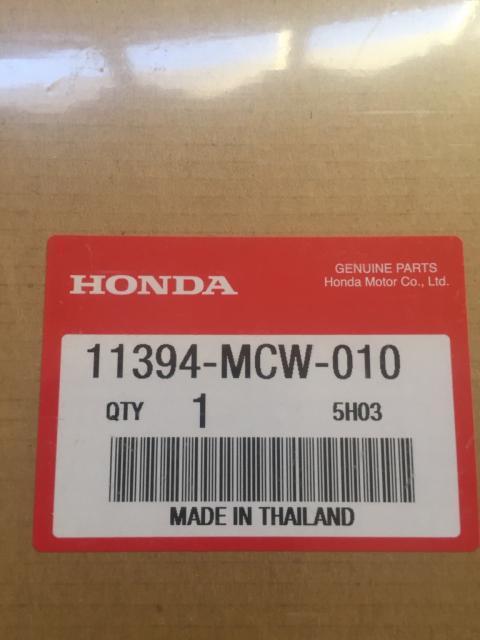 HONDA
GENUINE PARTS
Honda Motor Co., Ltd.
11394-MCW-010
QTY 1 5H03
MADE IN THAILAND